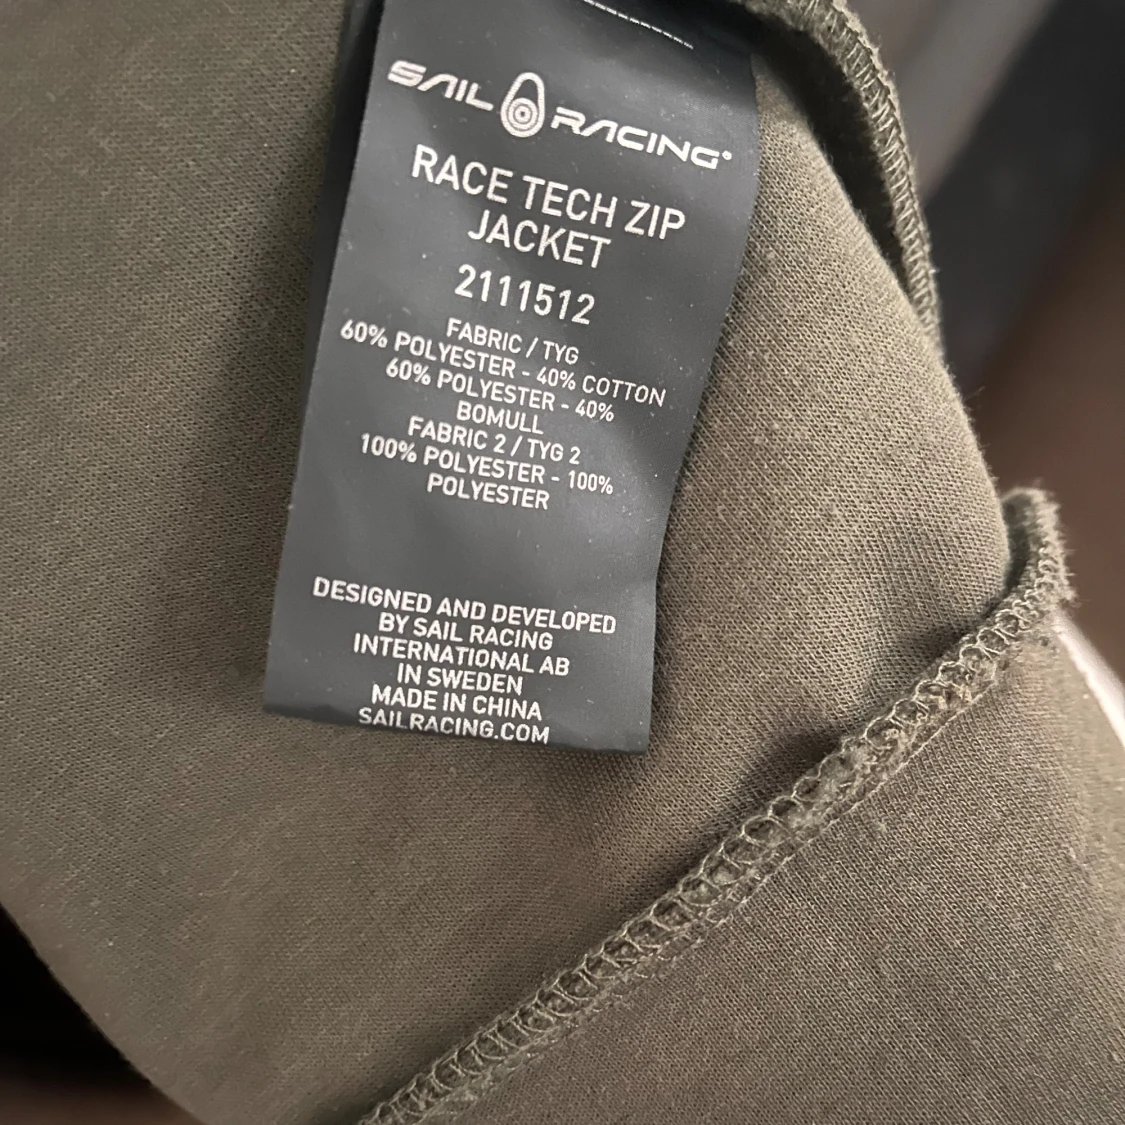 SAIL RACING
RACE TECH ZIP
JACKET
2111512
FABRIC / TYG
60% POLYESTER - 40% COTTON
60% POLYESTER - 40%
BOMULL
FABRIC 2 / TYG 2
100% POLYESTER - 100%
POLYESTER
DESIGNED AND DEVELOPED
BY SAIL RACING
INTERNATIONAL AB
IN SWEDEN
MADE IN CHINA
SAILRACING.COM